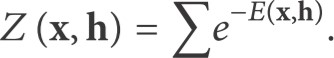 Z (x, h) = ∑e^{−E(x,h)}.